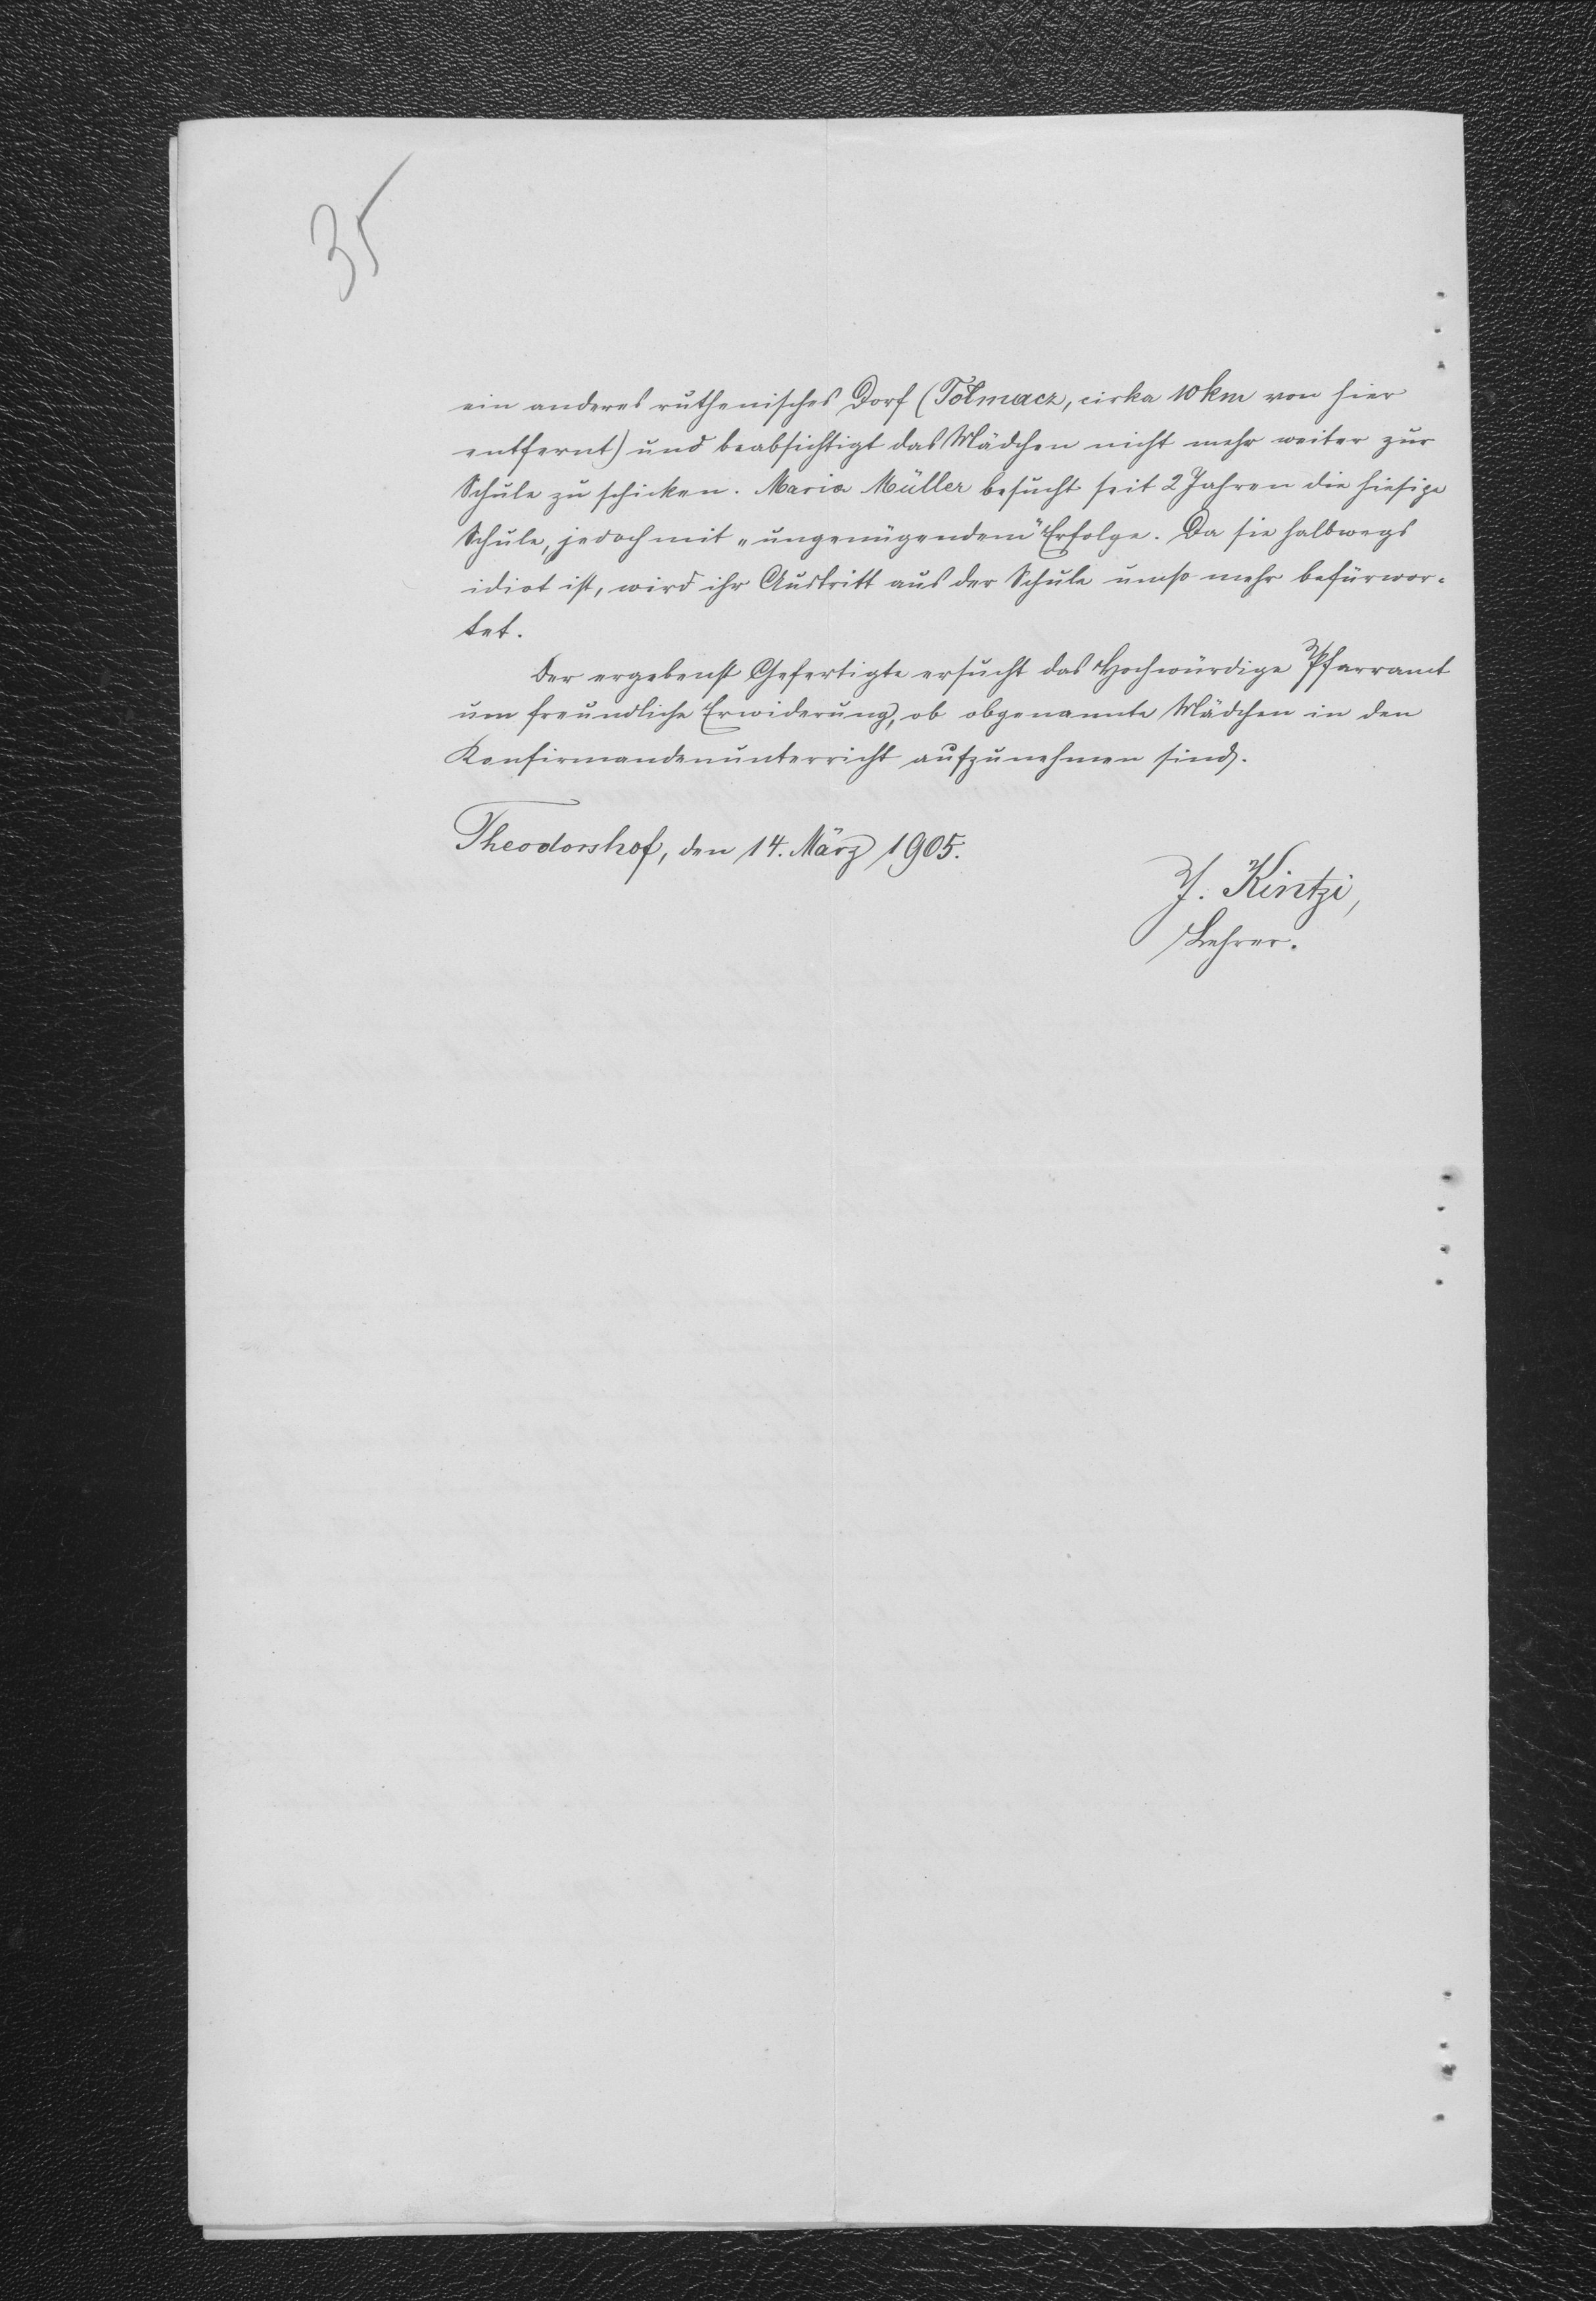 35
ein anderes ruthenisches Dorf (Tołmacz, cirka 10 km von hier
entfernt) und beabsichtigt das Mädchen nicht mehr weiter zur
Schule zu schicken. Maria Müller besucht seit 2 Jahren die hiesige
Schule, jedoch mit „ungenügendem" Erfolge. Da sie halbwegs
idiot ist, wird ihr Austritt aus der Schule umso mehr befürwor-
tet.
Der ergebenst Gefertigte ersucht das Hochwürdige Pfarramt
um freundliche Erwiderung, ob obgenannte Mädchen in den
Konfirmandenunterricht aufzunehmen sind.
Theodorshof, den 14. März 1905.
J. Kintzi,
Lehrer.